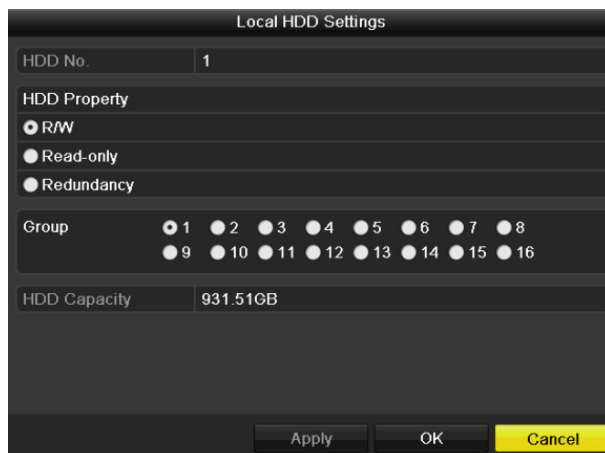 Local HDD Settings
HDD No. 1
HDD Property
R/W
Read-only
Redundancy
Group 1 2 3 4 5 6 7 8
9 10 11 12 13 14 15 16
HDD Capacity 931.51GB
Apply OK Cancel